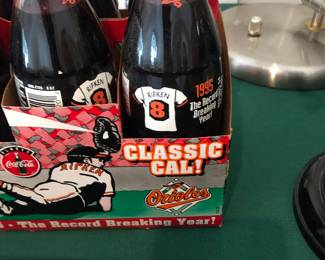 RIPKEN
8
RIPKEN
8
1995
The Record
Breaking
Year!
CLASSIC
CAL!
Coca-Cola
RIPKEN
Orioles
The Record Breaking Year!